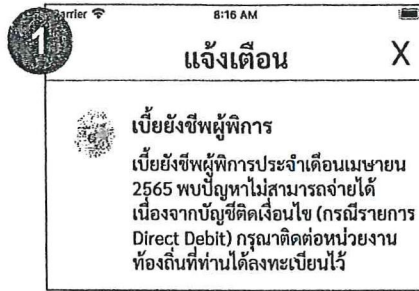 1
Carrier 8:16 AM
แจ้งเตือน X
เบี้ยยังชีพผู้พิการ
เบี้ยยังชีพผู้พิการประจำเดือนเมษายน
2565 พบปัญหาไม่สามารถจ่ายได้
เนื่องจากบัญชีติดเงื่อนไข (กรณีรายการ
Direct Debit) กรุณาติดต่อหน่วยงาน
ท้องถิ่นที่ท่านได้ลงทะเบียนไว้